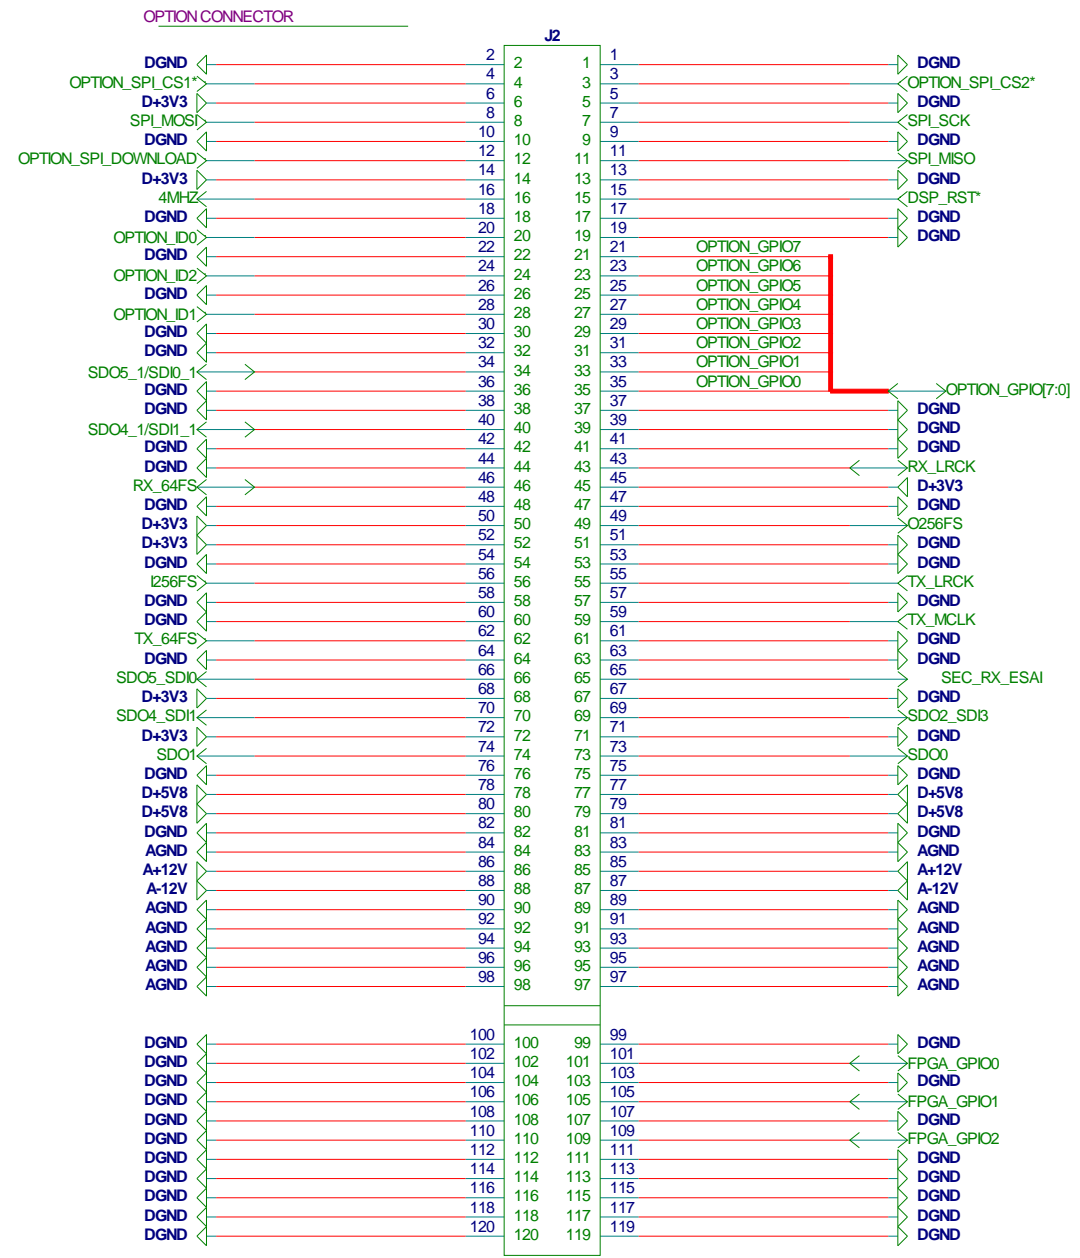 OPTION CONNECTOR
J2
DGND 2 2 1 1 DGND
OPTION_SPI_CS1* 4 4 3 3 OPTION_SPI_CS2*
D+3V3 6 6 5 5 DGND
SPI_MOSI 8 8 7 7 SPI_SCK
DGND 10 10 9 9 DGND
OPTION_SPI_DOWNLOAD 12 12 11 11 SPI_MISO
D+3V3 14 14 13 13 DGND
4MHZ 16 16 15 15 DSP_RST*
DGND 18 18 17 17 DGND
OPTION_ID0 20 20 19 19 DGND
DGND 22 22 21 21 OPTION_GPIO7
OPTION_ID2 24 24 23 23 OPTION_GPIO6
DGND 26 26 25 25 OPTION_GPIO5
OPTION_ID1 28 28 27 27 OPTION_GPIO4
DGND 30 30 29 29 OPTION_GPIO3
DGND 32 32 31 31 OPTION_GPIO2
SDO5_1/SDI0_1 34 34 33 33 OPTION_GPIO1
DGND 36 36 35 35 OPTION_GPIO0 OPTION_GPIO[7:0]
DGND 38 38 37 37 DGND
SDO4_1/SDI1_1 40 40 39 39 DGND
DGND 42 42 41 41 DGND
DGND 44 44 43 43 RX_LRCK
RX_64FS 46 46 45 45 D+3V3
DGND 48 48 47 47 DGND
D+3V3 50 50 49 49 O256FS
D+3V3 52 52 51 51 DGND
DGND 54 54 53 53 DGND
I256FS 56 56 55 55 TX_LRCK
DGND 58 58 57 57 DGND
DGND 60 60 59 59 TX_MCLK
TX_64FS 62 62 61 61 DGND
DGND 64 64 63 63 DGND
SDO5_SDI0 66 66 65 65 SEC_RX_ESAI
D+3V3 68 68 67 67 DGND
SDO4_SDI1 70 70 69 69 SDO2_SDI3
D+3V3 72 72 71 71 DGND
SDO1 74 74 73 73 SDO0
DGND 76 76 75 75 DGND
D+5V8 78 78 77 77 D+5V8
D+5V8 80 80 79 79 D+5V8
DGND 82 82 81 81 DGND
AGND 84 84 83 83 AGND
A+12V 86 86 85 85 A+12V
A-12V 88 88 87 87 A-12V
AGND 90 90 89 89 AGND
AGND 92 92 91 91 AGND
AGND 94 94 93 93 AGND
AGND 96 96 95 95 AGND
AGND 98 98 97 97 AGND
DGND 100 100 99 99 DGND
DGND 102 102 101 101 FPGA_GPIO0
DGND 104 104 103 103 DGND
DGND 106 106 105 105 FPGA_GPIO1
DGND 108 108 107 107 DGND
DGND 110 110 109 109 FPGA_GPIO2
DGND 112 112 111 111 DGND
DGND 114 114 113 113 DGND
DGND 116 116 115 115 DGND
DGND 118 118 117 117 DGND
DGND 120 120 119 119 DGND